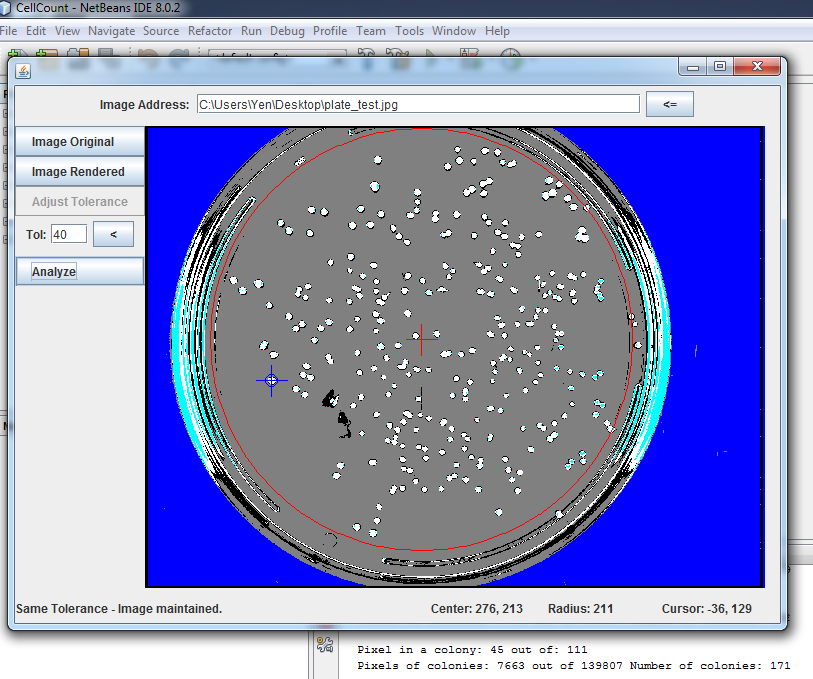 CellCount - NetBeans IDE 8.0.2
File Edit View Navigate Source Refactor Run Debug Profile Team Tools Window Help
Image Address: C:\Users\Yen\Desktop\plate_test.jpg <=
Image Original
Image Rendered
Adjust Tolerance
Tol: 40 <
Analyze
Same Tolerance - Image maintained. Center: 276, 213 Radius: 211 Cursor: -36, 129
Pixel in a colony: 45 out of: 111
Pixels of colonies: 7663 out of 139807 Number of colonies: 171